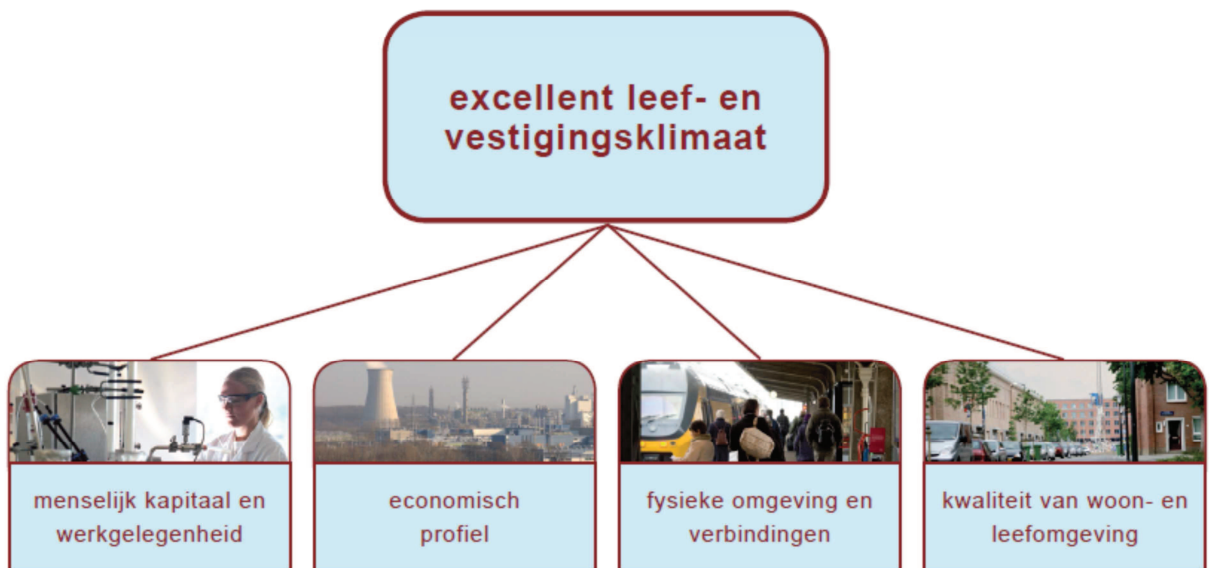 excellent leef- en
vestigingsklimaat
menselijk kapitaal en
werkgelegenheid
economisch
profiel
fysieke omgeving en
verbindingen
kwaliteit van woon- en
leefomgeving